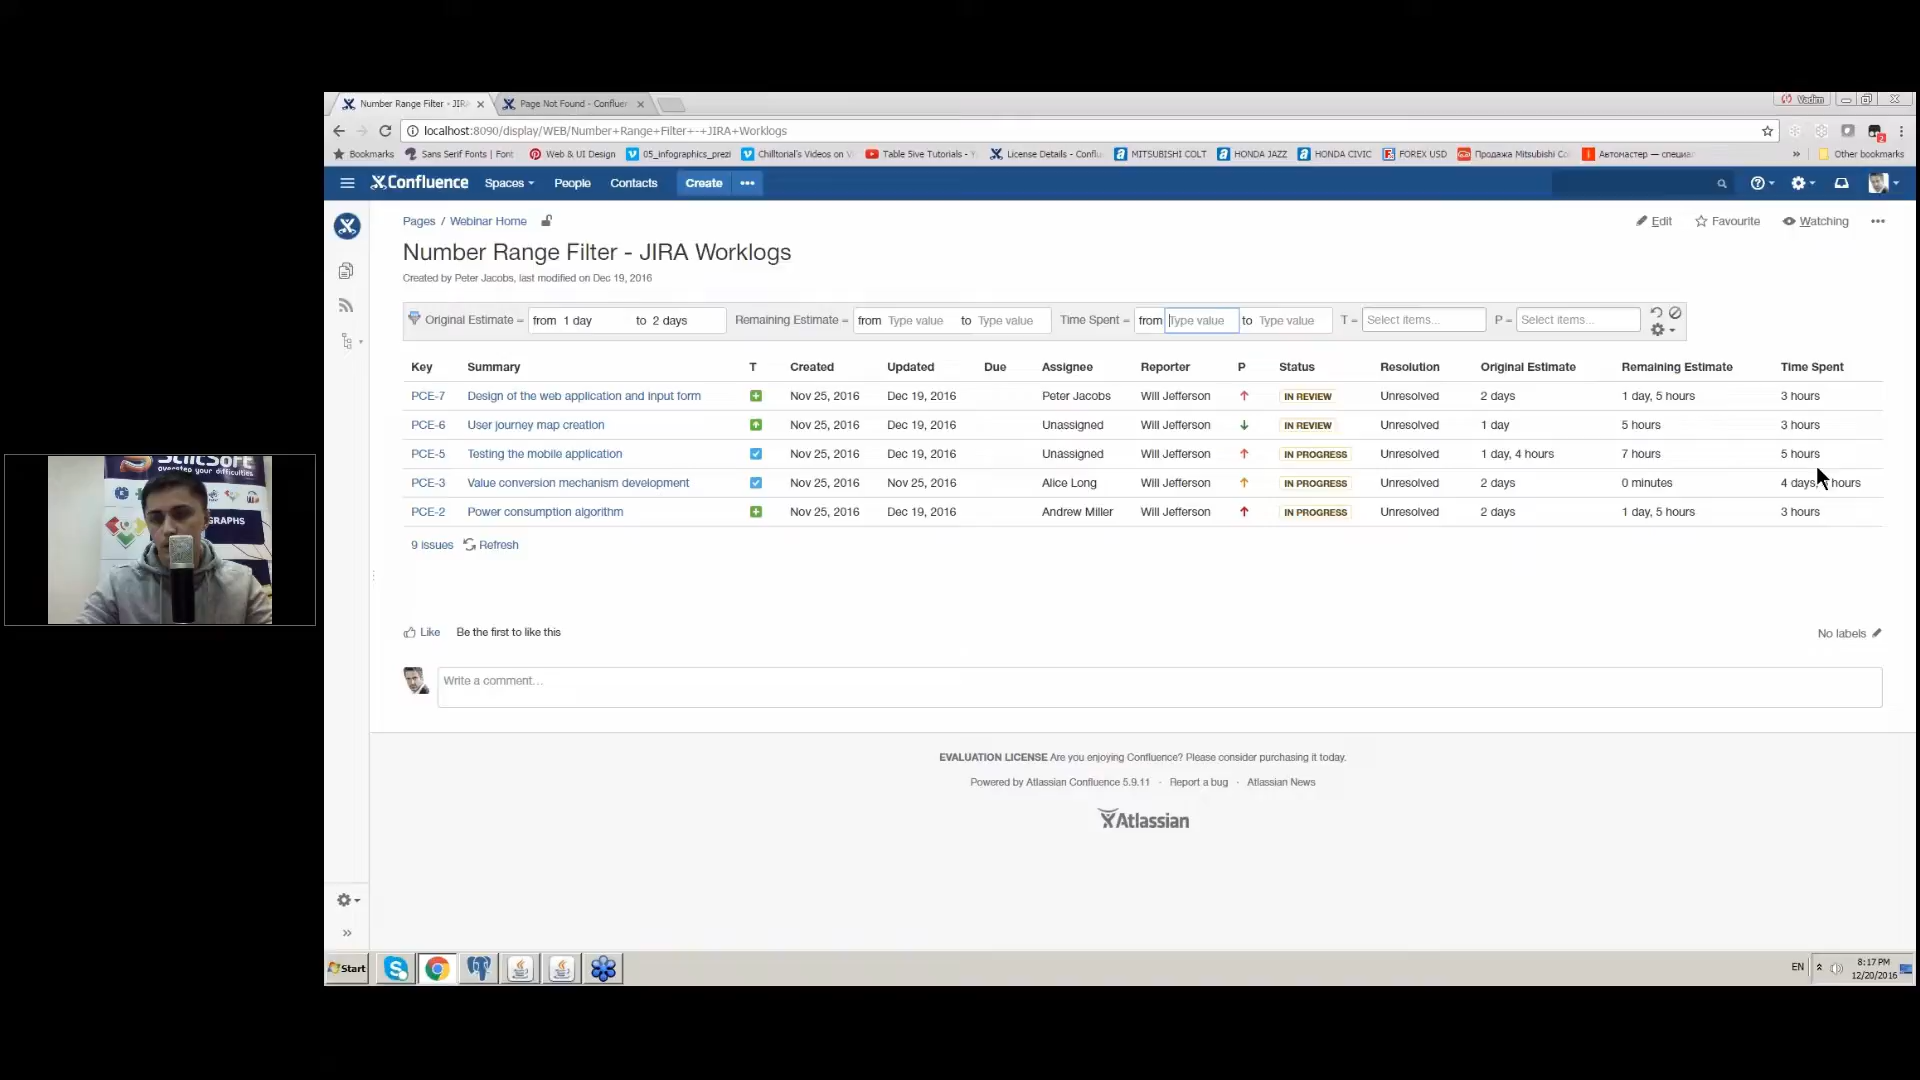 Number Range Filter - JIR
Page Not Found - Confluen
Vadim
localhost:8090/display/WEB/Number+Range+Filter+-+JIRA+Worklogs
Bookmarks Sans Serif Fonts | Font Web & UI Design 05_infographics_prezi Chilltorial's Videos on V Table 5ive Tutorials - License Details - Conflu MITSUBISHI COLT HONDA JAZZ HONDA CIVIC FOREX USD Продажа Mitsubishi Co Автомастер — специа » Other bookmarks
Confluence Spaces People Contacts Create •••
Pages / Webinar Home
Edit Favourite Watching •••
Number Range Filter - JIRA Worklogs
Created by Peter Jacobs, last modified on Dec 19, 2016
Original Estimate = from 1 day to 2 days Remaining Estimate = from Type value to Type value Time Spent = from Type value to Type value T = Select items... P = Select items...
Key Summary T Created Updated Due Assignee Reporter P Status Resolution Original Estimate Remaining Estimate Time Spent
PCE-7 Design of the web application and input form Nov 25, 2016 Dec 19, 2016 Peter Jacobs Will Jefferson IN REVIEW Unresolved 2 days 1 day, 5 hours 3 hours
PCE-6 User journey map creation Nov 25, 2016 Dec 19, 2016 Unassigned Will Jefferson IN REVIEW Unresolved 1 day 5 hours 3 hours
PCE-5 Testing the mobile application Nov 25, 2016 Dec 19, 2016 Unassigned Will Jefferson IN PROGRESS Unresolved 1 day, 4 hours 7 hours 5 hours
PCE-3 Value conversion mechanism development Nov 25, 2016 Nov 25, 2016 Alice Long Will Jefferson IN PROGRESS Unresolved 2 days 0 minutes 4 days, hours
PCE-2 Power consumption algorithm Nov 25, 2016 Dec 19, 2016 Andrew Miller Will Jefferson IN PROGRESS Unresolved 2 days 1 day, 5 hours 3 hours
9 issues Refresh
Like Be the first to like this
No labels
Write a comment...
EVALUATION LICENSE Are you enjoying Confluence? Please consider purchasing it today.
Powered by Atlassian Confluence 5.9.11 · Report a bug · Atlassian News
Atlassian
Start
EN
8:17 PM
12/20/2016
StiltSoft
overstep your difficulties
GRAPHS